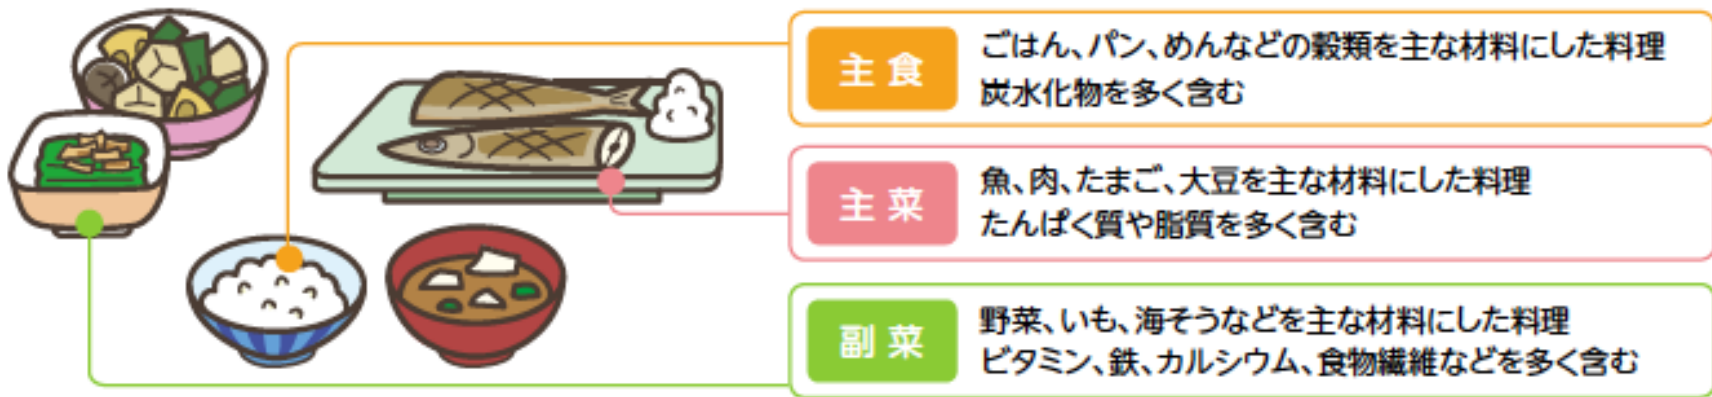 主食
ごはん、パン、めんなどの穀類を主な材料にした料理
炭水化物を多く含む
主菜
魚、肉、たまご、大豆を主な材料にした料理
たんぱく質や脂質を多く含む
副菜
野菜、いも、海そうなどを主な材料にした料理
ビタミン、鉄、カルシウム、食物繊維などを多く含む